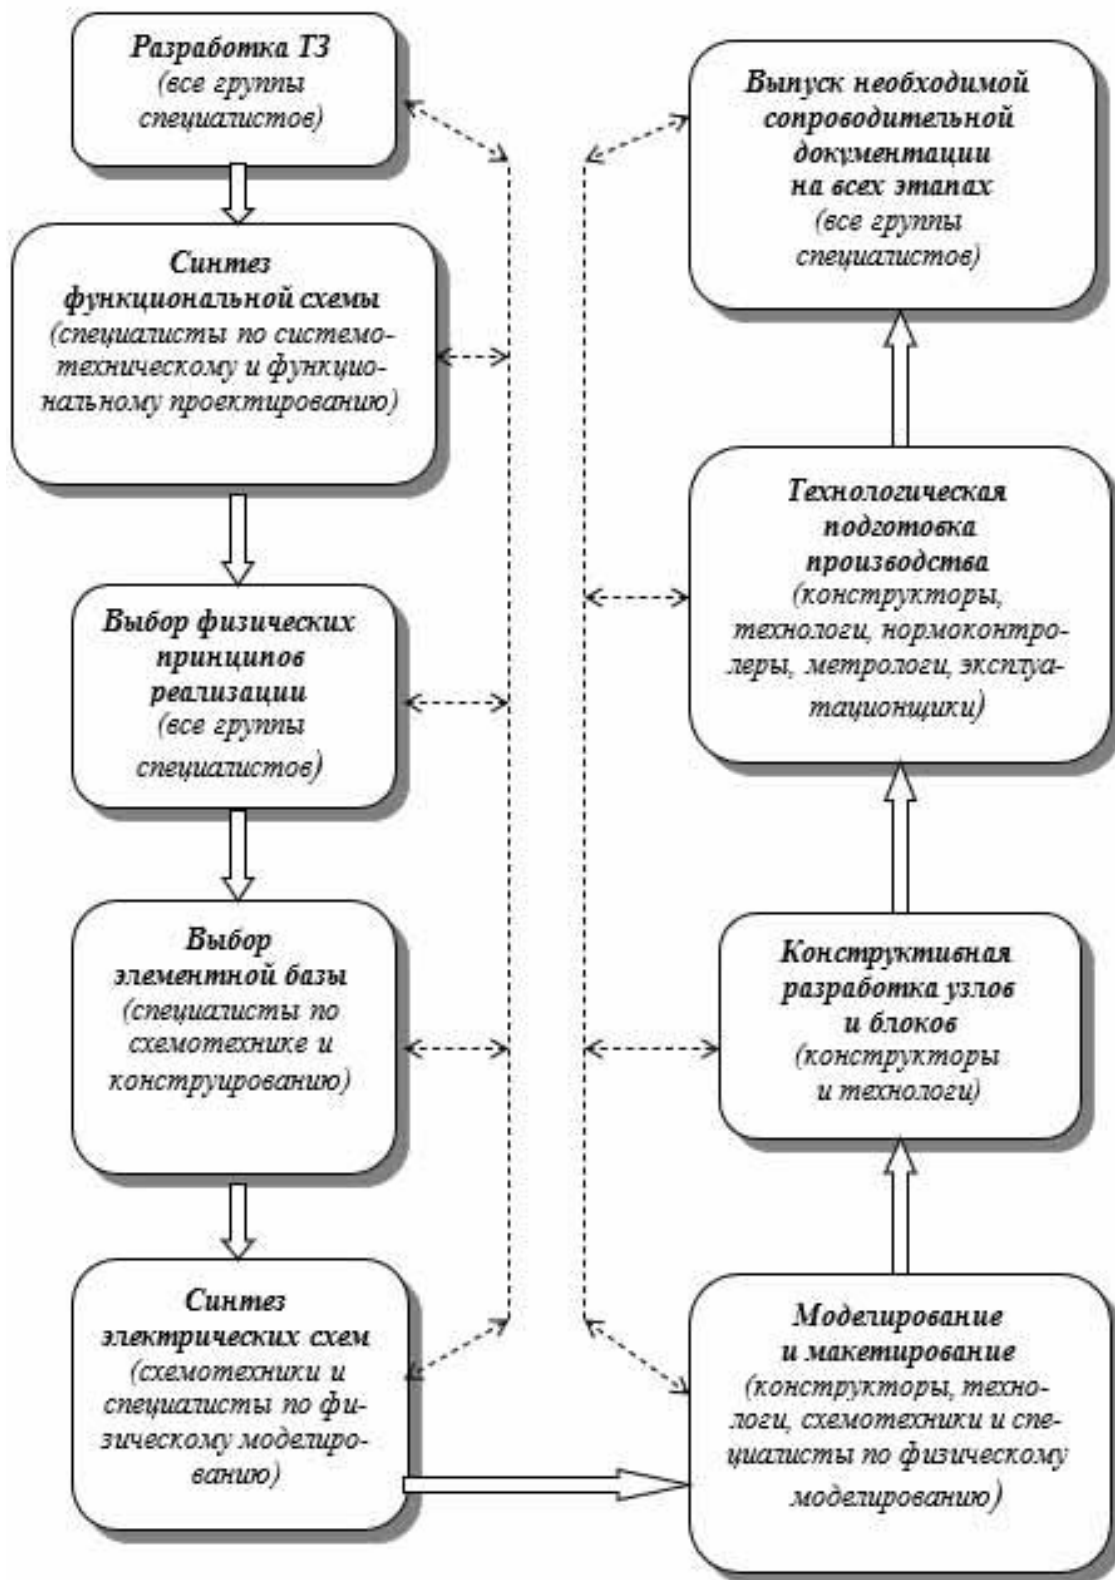 Разработка ТЗ
(все группы
специалистов)
Синтез
функциональной схемы
(специалисты по системо-
техническому и функцио-
нальному проектированию)
Выбор физических
принципов
реализации
(все группы
специалистов)
Выбор
элементной базы
(специалисты по
схемотехнике и
конструированию)
Синтез
электрических схем
(схемотехники и
специалисты по фи-
зическому моделиро-
ванию)
Выпуск необходимой
сопроводительной
документации
на всех этапах
(все группы
специалистов)
Технологическая
подготовка
производства
(конструкторы,
технологи, нормоконтро-
леры, метрологи, эксплуа-
тационщики)
Конструктивная
разработка узлов
и блоков
(конструкторы
и технологи)
Моделирование
и макетирование
(конструкторы, техно-
логи, схемотехники и спе-
циалисты по физическому
моделированию)